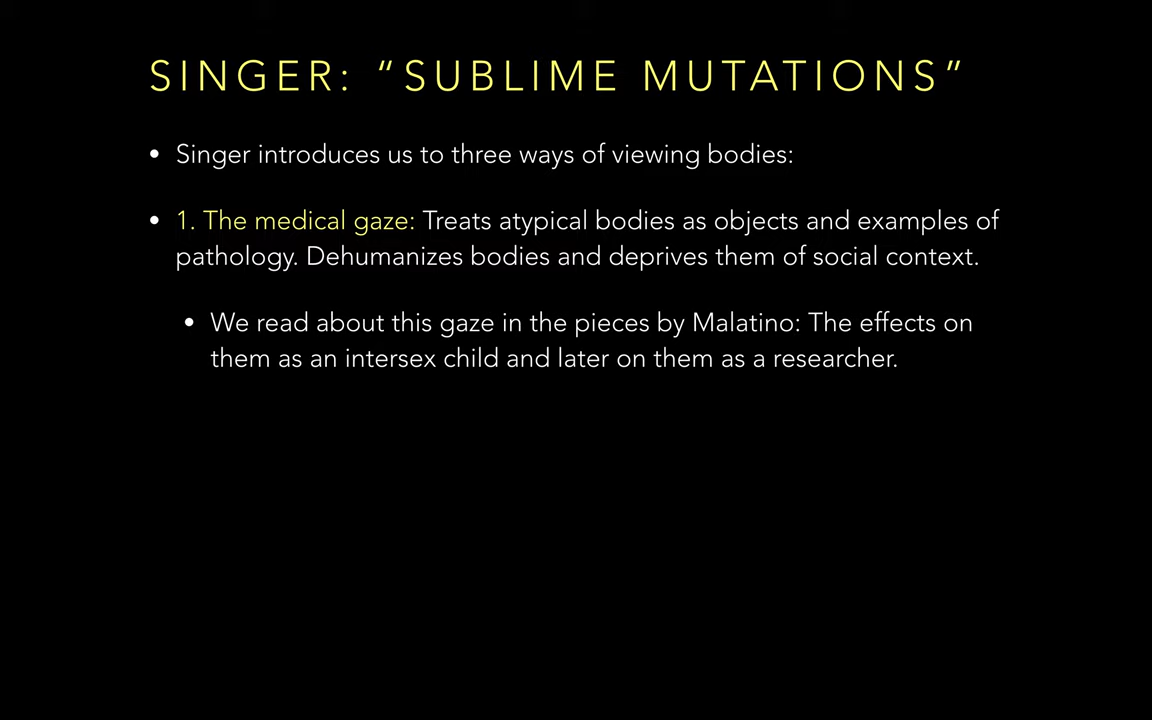 SINGER: “SUBLIME MUTATIONS”
• Singer introduces us to three ways of viewing bodies:
• 1. The medical gaze: Treats atypical bodies as objects and examples of
pathology. Dehumanizes bodies and deprives them of social context.
• We read about this gaze in the pieces by Malatino: The effects on
them as an intersex child and later on them as a researcher.